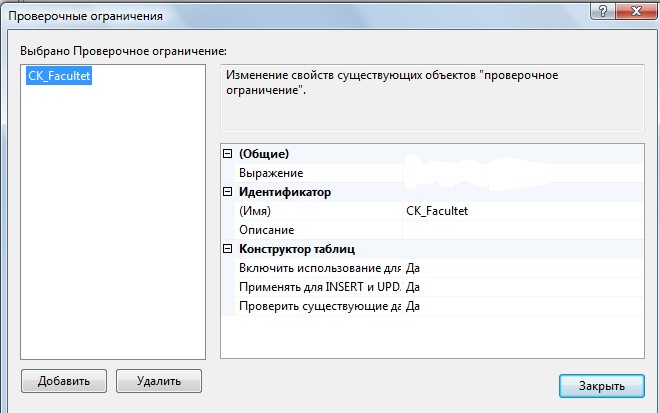 Проверочные ограничения
Выбрано Проверочное ограничение:
CK_Facultet
Изменение свойств существующих объектов "проверочное
ограничение".
(Общие)
Выражение
Идентификатор
(Имя) CK_Facultet
Описание
Конструктор таблиц
Включить использование для Да
Применять для INSERT и UPD. Да
Проверить существующие да Да
Добавить Удалить
Закрыть